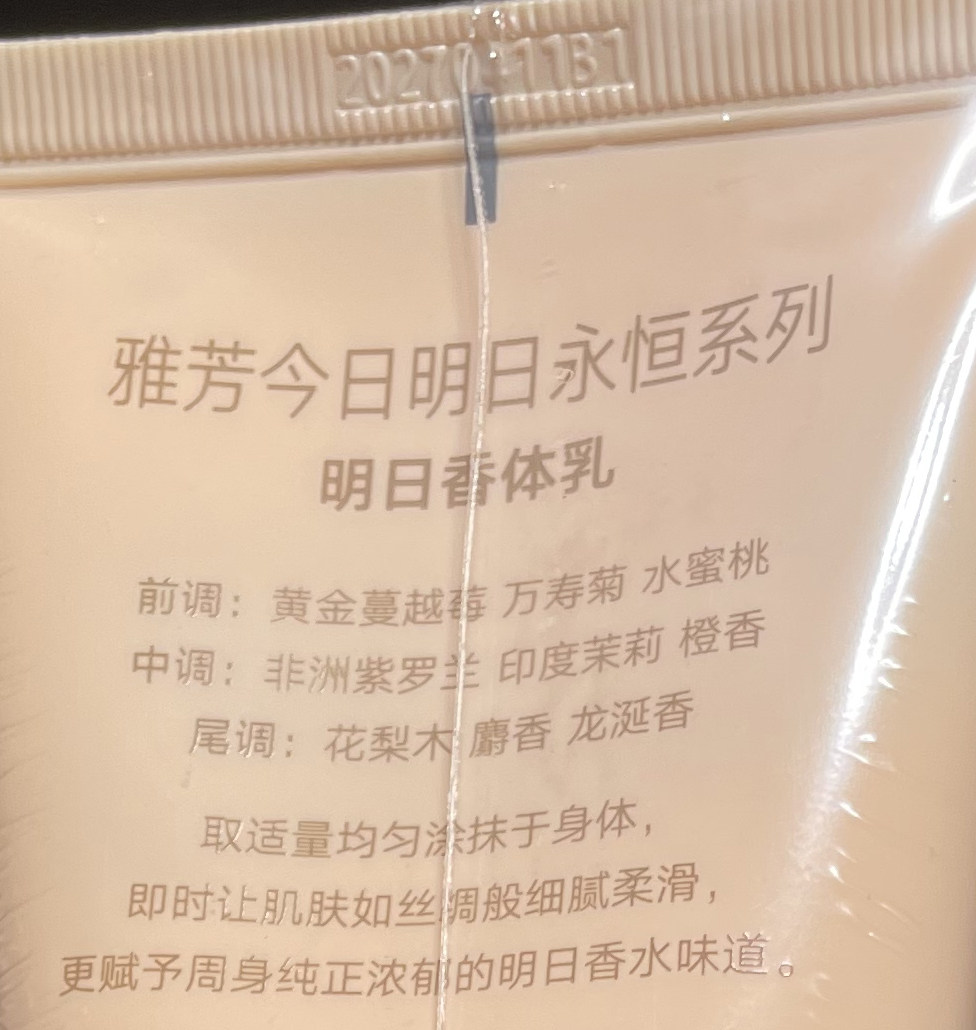 雅芳今日明日永恒系列
明日香体乳
前调：黄金蔓越莓 万寿菊 水蜜桃
中调：非洲紫罗兰 印度茉莉 橙香
尾调：花梨木 麝香 龙涎香
取适量均匀涂抹于身体，
即时让肌肤如丝绸般细腻柔滑，
更赋予周身纯正浓郁的明日香水味道。